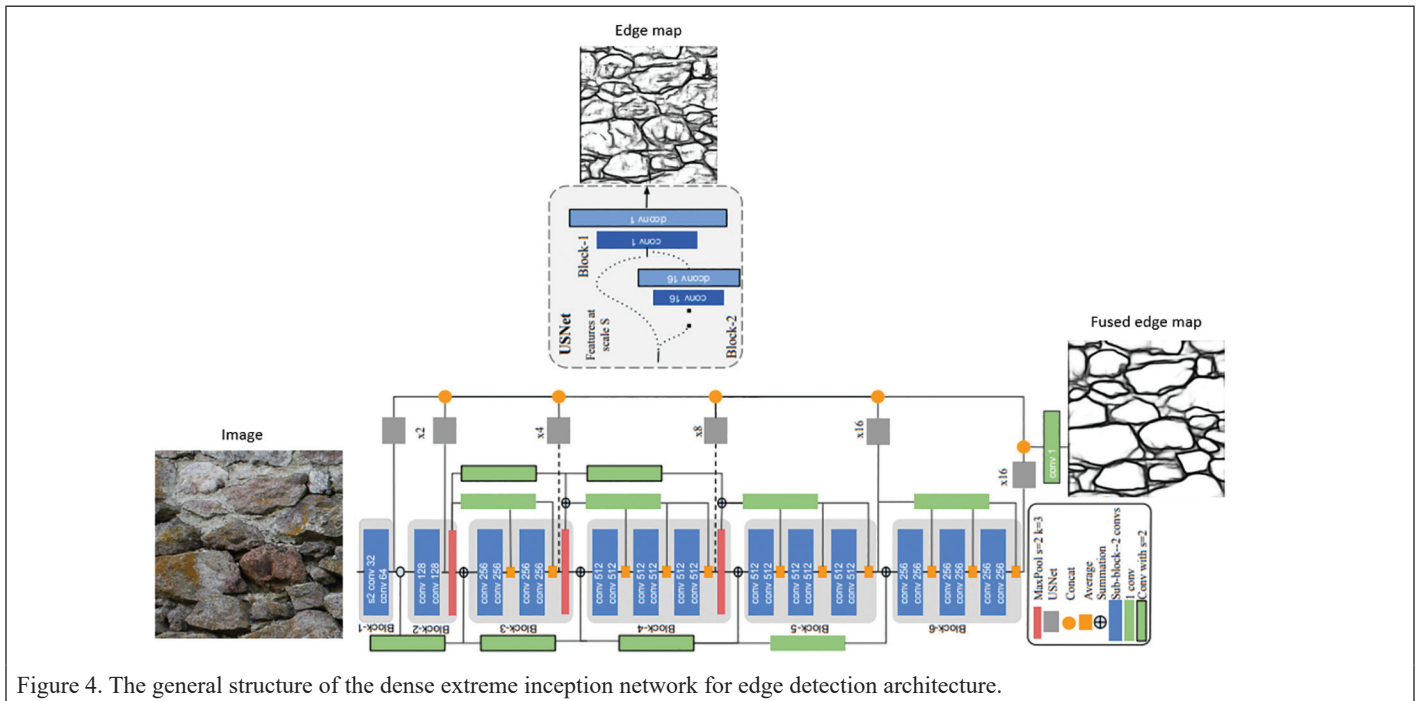 Edge map
dconv 1
conv 1
Block-1
dconv 16
conv 16
USNet
Features at
scale S
Block-2
Image
Fused edge map
x2
x4
x8
x16
x16
conv 1
s2 conv 32
conv 64
Block-1
conv 128
conv 128
Block-2
conv 256
conv 256
conv 256
conv 256
Block-3
conv 512
conv 512
conv 512
conv 512
conv 512
conv 512
Block-4
conv 512
conv 512
conv 512
conv 512
conv 512
conv 512
Block-5
conv 256
conv 256
conv 256
conv 256
conv 256
conv 256
Block-6
MaxPool s=2 k=3
USNet
Concat
Average
Summation
Sub-block--2 convs
1 conv
Conv with s=2
Figure 4. The general structure of the dense extreme inception network for edge detection architecture.